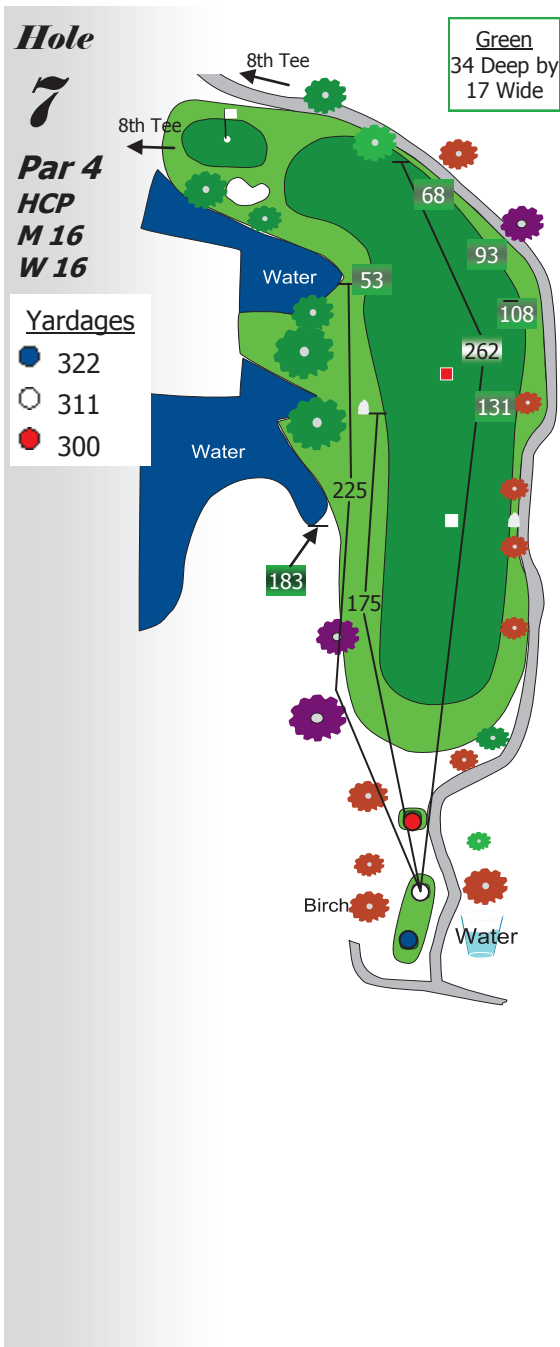 Hole
7
Par 4
HCP
M 16
W 16
Yardages
322
311
300
Green
34 Deep by
17 Wide
8th Tee
8th Tee
68
93
Water
53
108
262
131
Water
225
183
175
Birch
Water